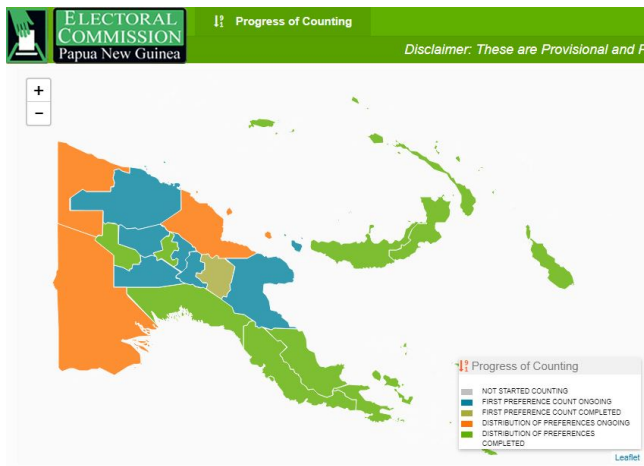 ELECTORAL
COMMISSION
Papua New Guinea
Progress of Counting
Disclaimer: These are Provisional and
+
−
Progress of Counting
NOT STARTED COUNTING
FIRST PREFERENCE COUNT ONGOING
FIRST PREFERENCE COUNT COMPLETED
DISTRIBUTION OF PREFERENCES ONGOING
DISTRIBUTION OF PREFERENCES
COMPLETED
Leaflet